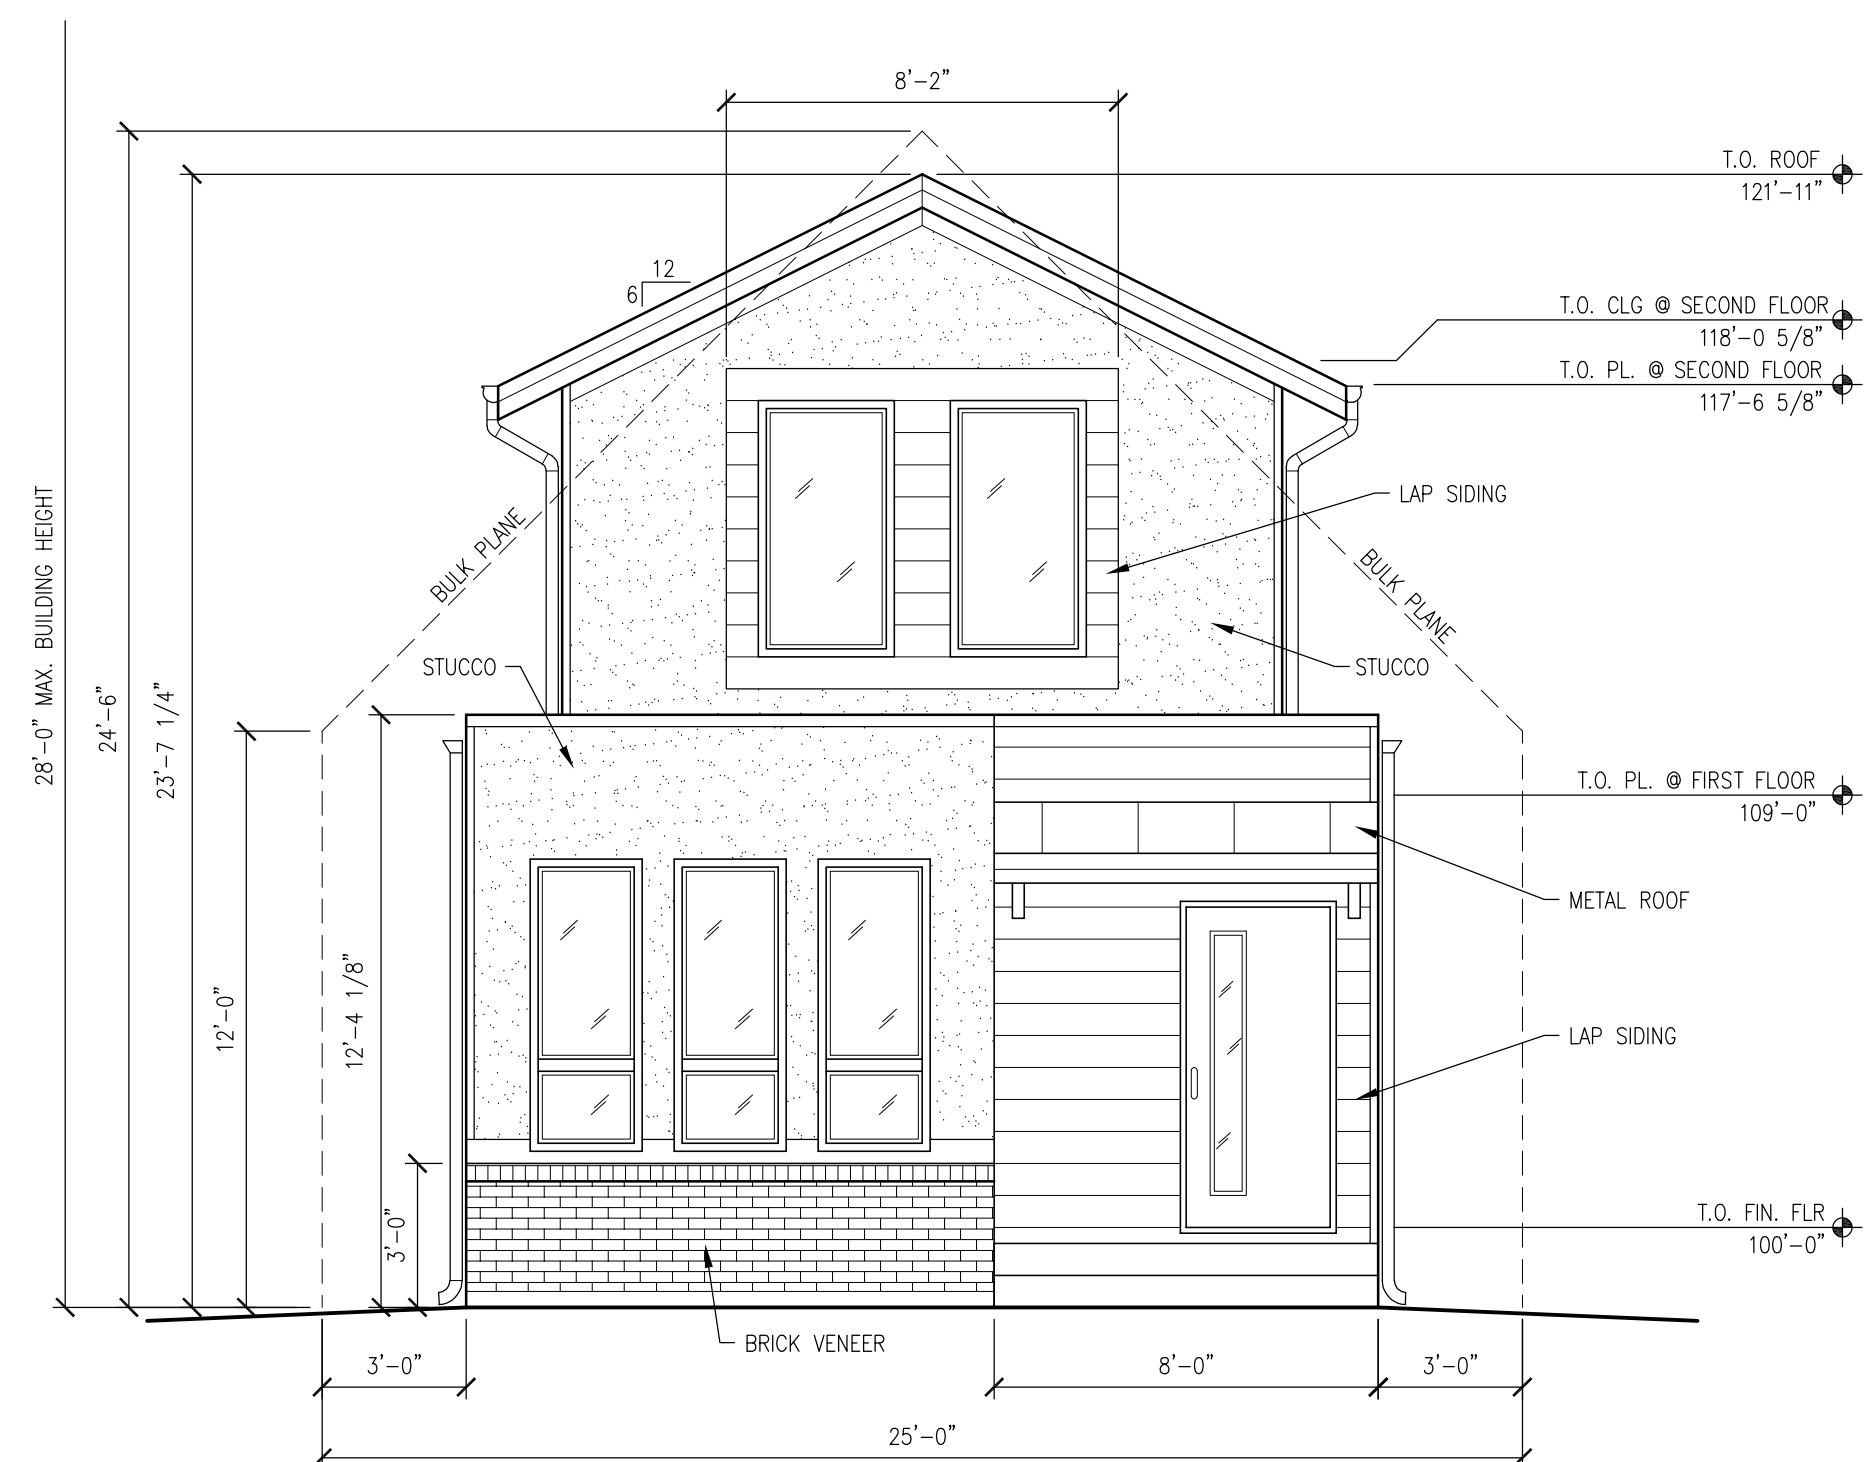 8'-2"
T.O. ROOF
121'-11"
12
6
T.O. CLG @ SECOND FLOOR
118'-0 5/8"
T.O. PL. @ SECOND FLOOR
117'-6 5/8"
LAP SIDING
BULK PLANE
BULK PLANE
28'-0" MAX. BUILDING HEIGHT
24'-6"
23'-7 1/4"
STUCCO
STUCCO
T.O. PL. @ FIRST FLOOR
109'-0"
METAL ROOF
12'-0"
12'-4 1/8"
LAP SIDING
3'-0"
T.O. FIN. FLR
100'-0"
BRICK VENEER
3'-0"
8'-0"
3'-0"
25'-0"